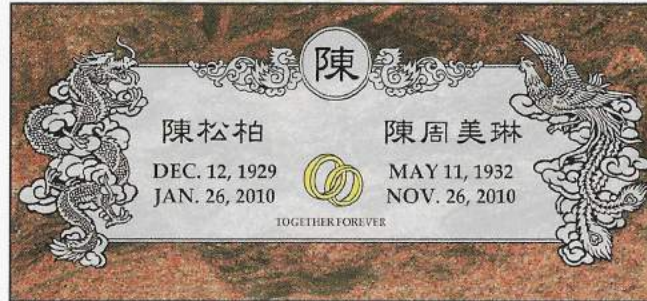 陳
陳松柏
DEC. 12, 1929
JAN. 26, 2010
陳周美琳
MAY 11, 1932
NOV. 26, 2010
TOGETHER FOREVER